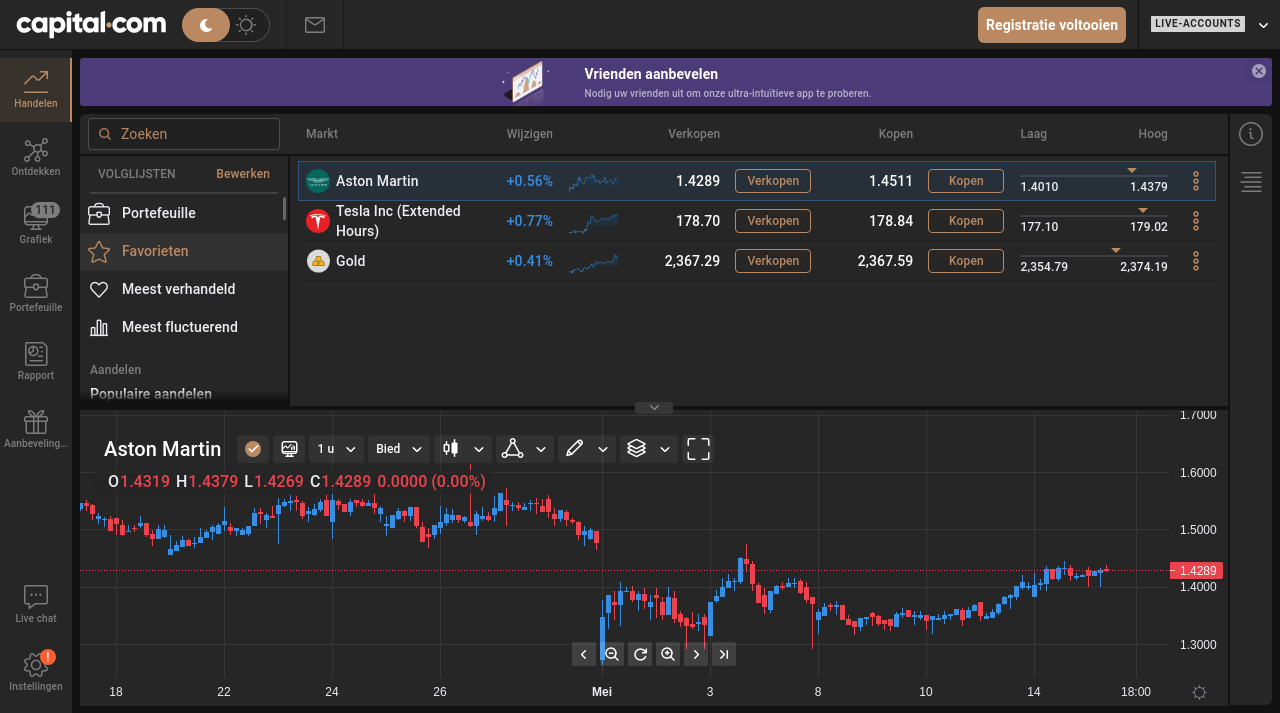 capital.com
Registratie voltooien
LIVE-ACCOUNTS
Handelen
Ontdekken
111
Grafiek
Portefeuille
Rapport
Aanbeveling...
Live chat
!
Instellingen
Vrienden aanbevelen
Nodig uw vrienden uit om onze ultra-intuïtieve app te proberen.
Zoeken
VOLGLIJSTEN Bewerken
Portefeuille
Favorieten
Meest verhandeld
Meest fluctuerend
Aandelen
Populaire aandelen
Markt Wijzigen Verkopen Kopen Laag Hoog
Aston Martin +0.56% 1.4289 Verkopen 1.4511 Kopen 1.4010 1.4379
Tesla Inc (Extended
Hours) +0.77% 178.70 Verkopen 178.84 Kopen 177.10 179.02
Gold +0.41% 2,367.29 Verkopen 2,367.59 Kopen 2,354.79 2,374.19
Aston Martin 1 u Bied
O1.4319 H1.4379 L1.4269 C1.4289 0.0000 (0.00%)
1.7000
1.6000
1.5000
1.4289
1.4000
1.3000
18 22 24 26 Mei 3 8 10 14 18:00